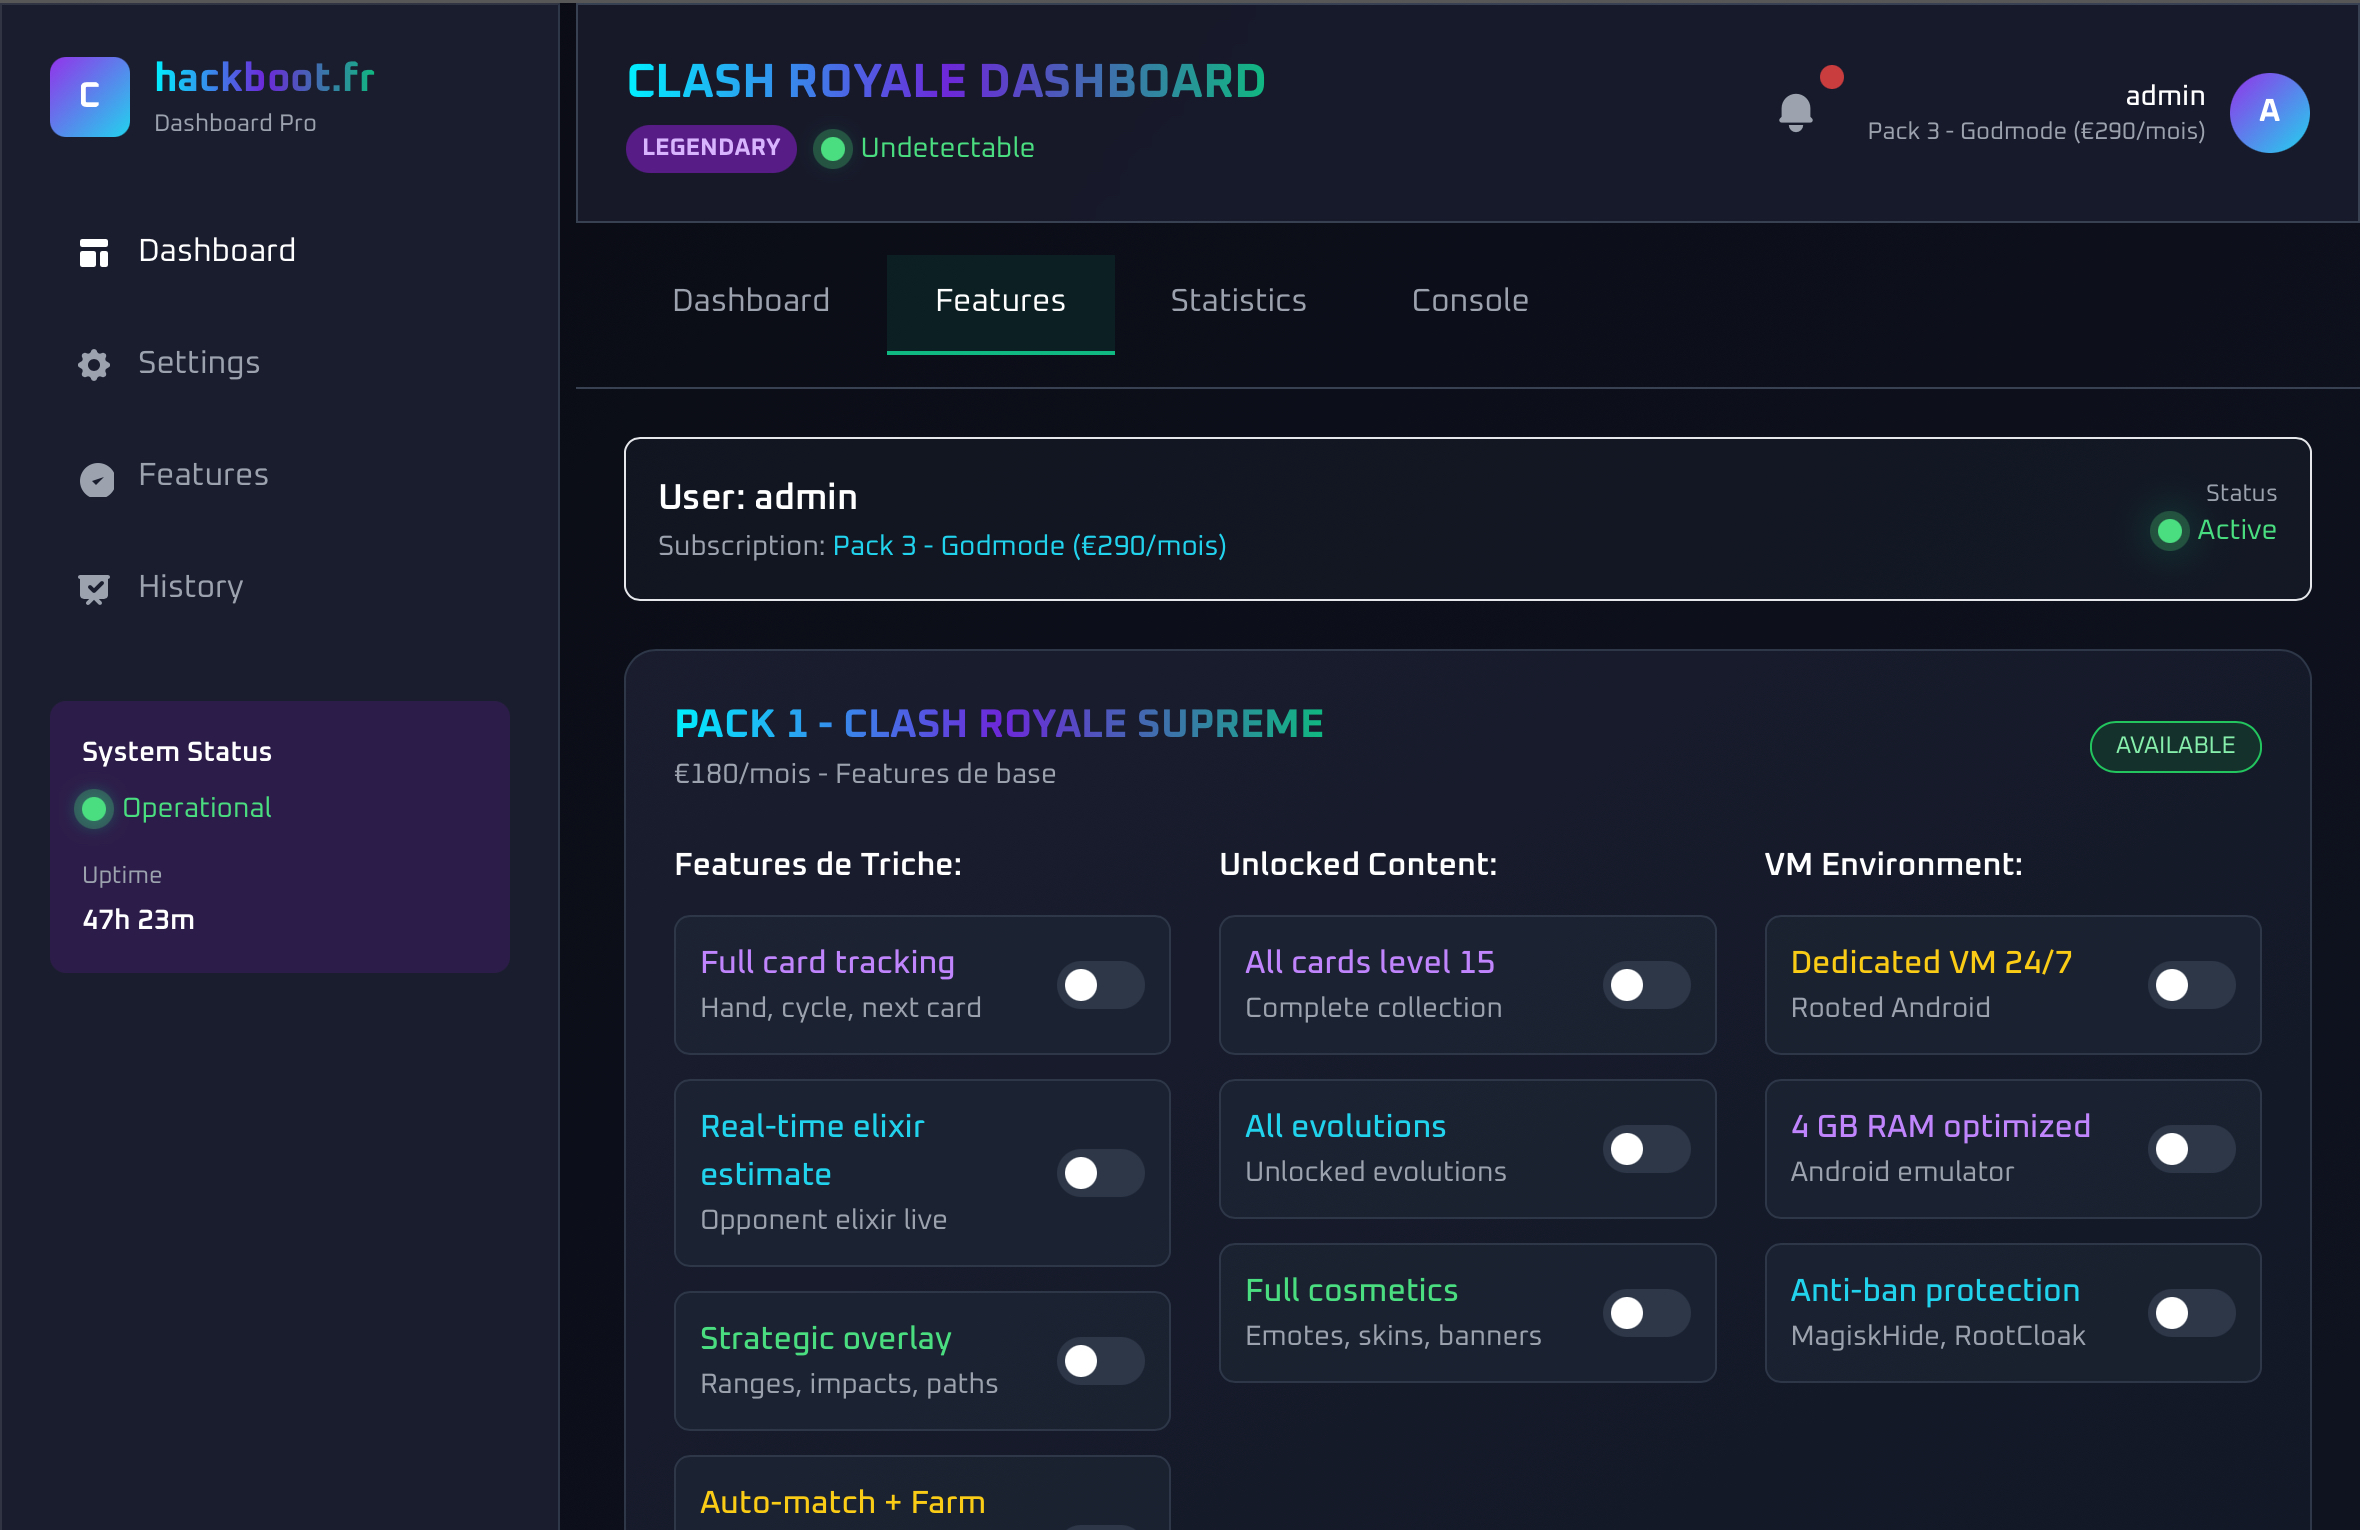 C
hackboot.fr
Dashboard Pro
Dashboard
Settings
Features
History
System Status
Operational
Uptime
47h 23m
CLASH ROYALE DASHBOARD
LEGENDARY
Undetectable
admin
Pack 3 - Godmode (€290/mois)
A
Dashboard
Features
Statistics
Console
User: admin
Subscription: Pack 3 - Godmode (€290/mois)
Status
Active
PACK 1 - CLASH ROYALE SUPREME
€180/mois - Features de base
AVAILABLE
Features de Triche:
Full card tracking
Hand, cycle, next card
Real-time elixir
estimate
Opponent elixir live
Strategic overlay
Ranges, impacts, paths
Auto-match + Farm
Unlocked Content:
All cards level 15
Complete collection
All evolutions
Unlocked evolutions
Full cosmetics
Emotes, skins, banners
VM Environment:
Dedicated VM 24/7
Rooted Android
4 GB RAM optimized
Android emulator
Anti-ban protection
MagiskHide, RootCloak